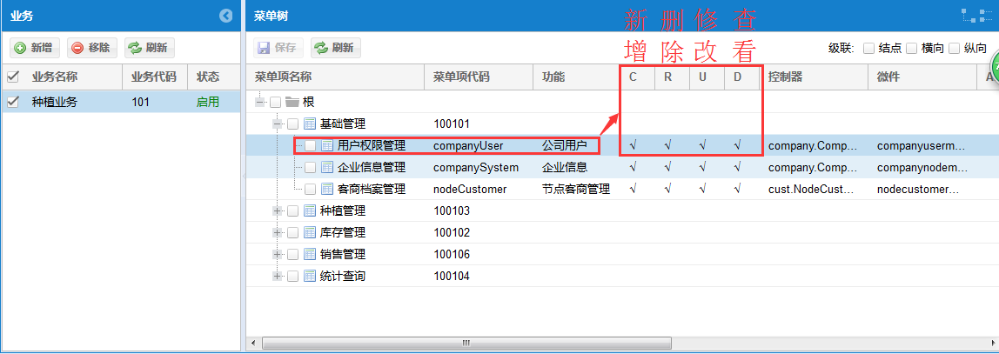 业务
新增 移除 刷新
业务名称 业务代码 状态
种植业务 101 启用
菜单树
保存 刷新
级联: 结点 横向 纵向
新增 删除 修改 查看
菜单项名称 菜单项代码 功能 C R U D 控制器 微件 A
根
基础管理 100101
用户权限管理 companyUser 公司用户 √ √ √ √ company.Comp... companyuserm...
企业信息管理 companySystem 企业信息 √ √ √ √ company.Comp... companynodem...
客商档案管理 nodeCustomer 节点客商管理 √ √ √ √ cust.NodeCust... nodecustomer...
种植管理 100103
库存管理 100102
销售管理 100106
统计查询 100104